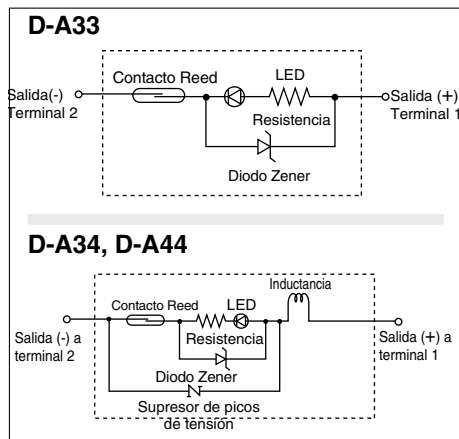 D-A33
Contacto Reed
LED
Salida(-)
Terminal 2
Salida (+)
Terminal 1
Resistencia
Diodo Zener
D-A34, D-A44
Inductancia
Contacto Reed
LED
Salida (-) a
terminal 2
Resistencia
Salida (+) a
terminal 1
Diodo Zener
Supresor de picos
de tensión